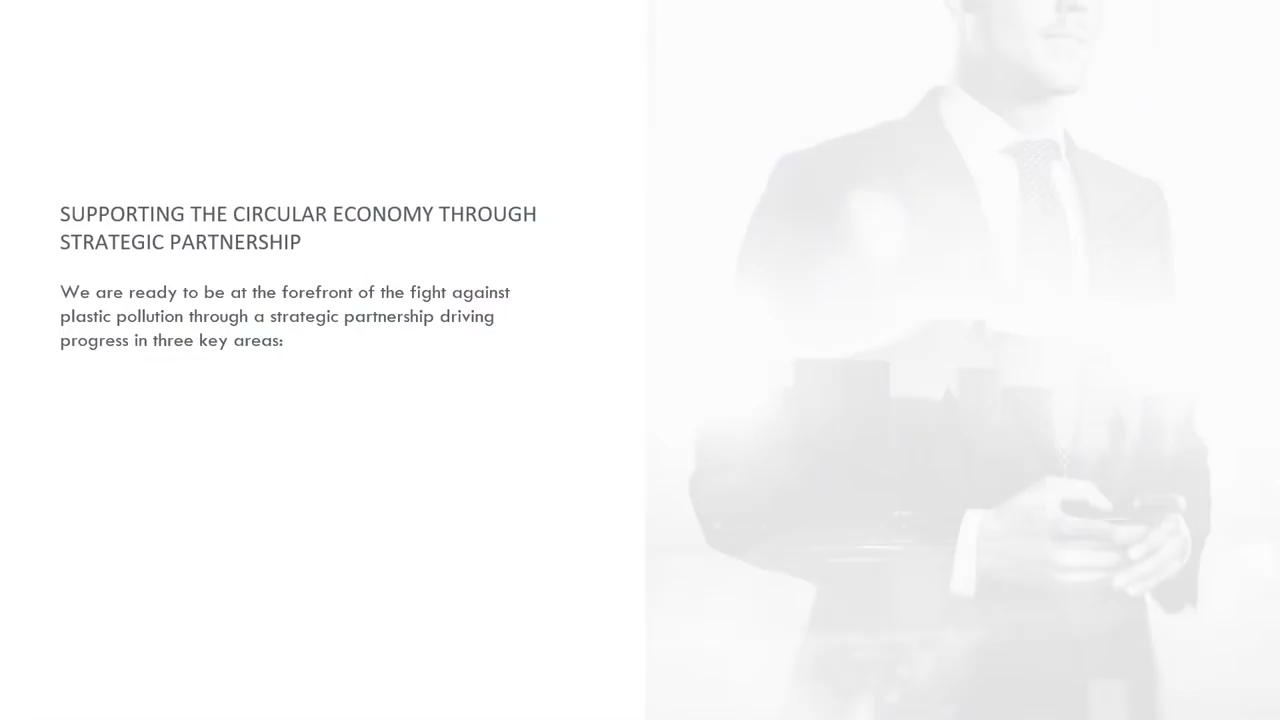 SUPPORTING THE CIRCULAR ECONOMY THROUGH
STRATEGIC PARTNERSHIP
We are ready to be at the forefront of the fight against
plastic pollution through a strategic partnership driving
progress in three key areas: